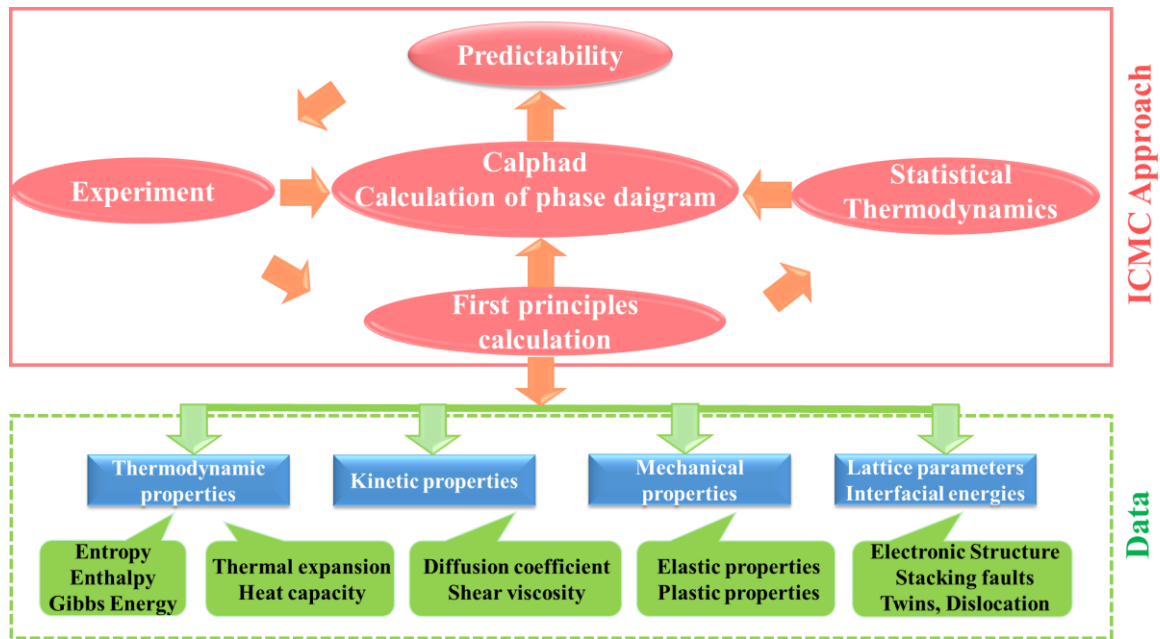 Predictability
ICMC Approach
Experiment
Calphad
Calculation of phase daigram
Statistical
Thermodynamics
First principles
calculation
Thermodynamic
properties
Kinetic properties
Mechanical
properties
Lattice parameters
Interfacial energies
Data
Entropy
Enthalpy
Gibbs Energy
Thermal expansion
Heat capacity
Diffusion coefficient
Shear viscosity
Elastic properties
Plastic properties
Electronic Structure
Stacking faults
Twins, Dislocation